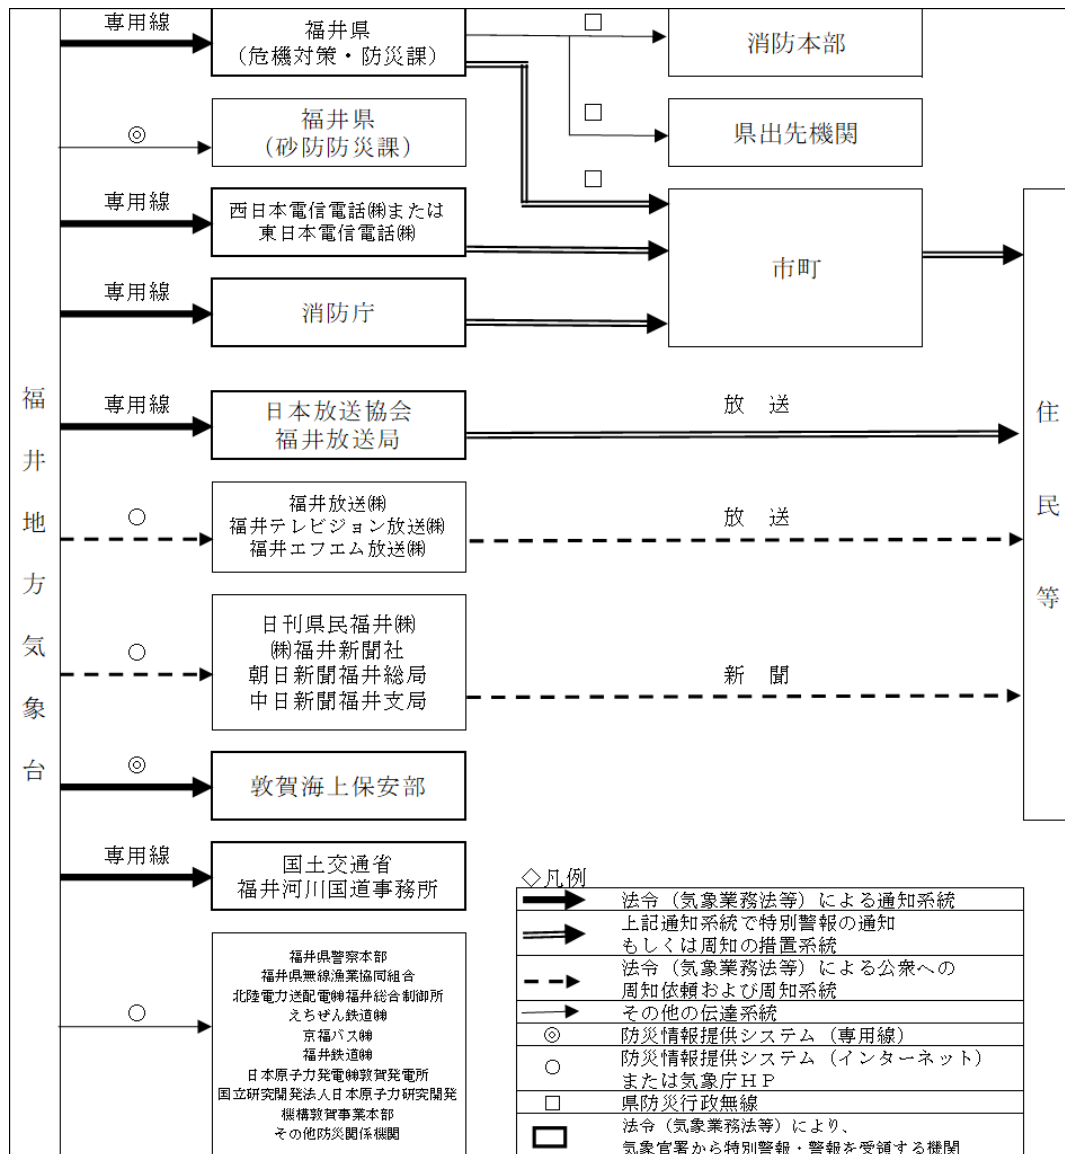 福井地方気象台
専用線
福井県
（危機対策・防災課）
□
消防本部
◎
福井県
（砂防防災課）
□
県出先機関
□
専用線
西日本電信電話㈱または
東日本電信電話㈱
市町
専用線
消防庁
専用線
日本放送協会
福井放送局
放　送
住民等
○
福井放送㈱
福井テレビジョン放送㈱
福井エフエム放送㈱
放　送
○
日刊県民福井㈱
㈱福井新聞社
朝日新聞福井総局
中日新聞福井支局
新　聞
◎
敦賀海上保安部
専用線
国土交通省
福井河川国道事務所
○
福井県警察本部
福井県無線漁業協同組合
北陸電力送配電㈱福井総合制御所
えちぜん鉄道㈱
京福バス㈱
福井鉄道㈱
日本原子力発電㈱敦賀発電所
国立研究開発法人日本原子力研究開発
機構敦賀事業本部
その他防災関係機関
◇凡例
法令（気象業務法等）による通知系統
上記通知系統で特別警報の通知
もしくは周知の措置系統
法令（気象業務法等）による公衆への
周知依頼および周知系統
その他の伝達系統
◎　防災情報提供システム（専用線）
○　防災情報提供システム（インターネット）
または気象庁ＨＰ
□　県防災行政無線
法令（気象業務法等）により、
気象官署から特別警報・警報を受領する機関